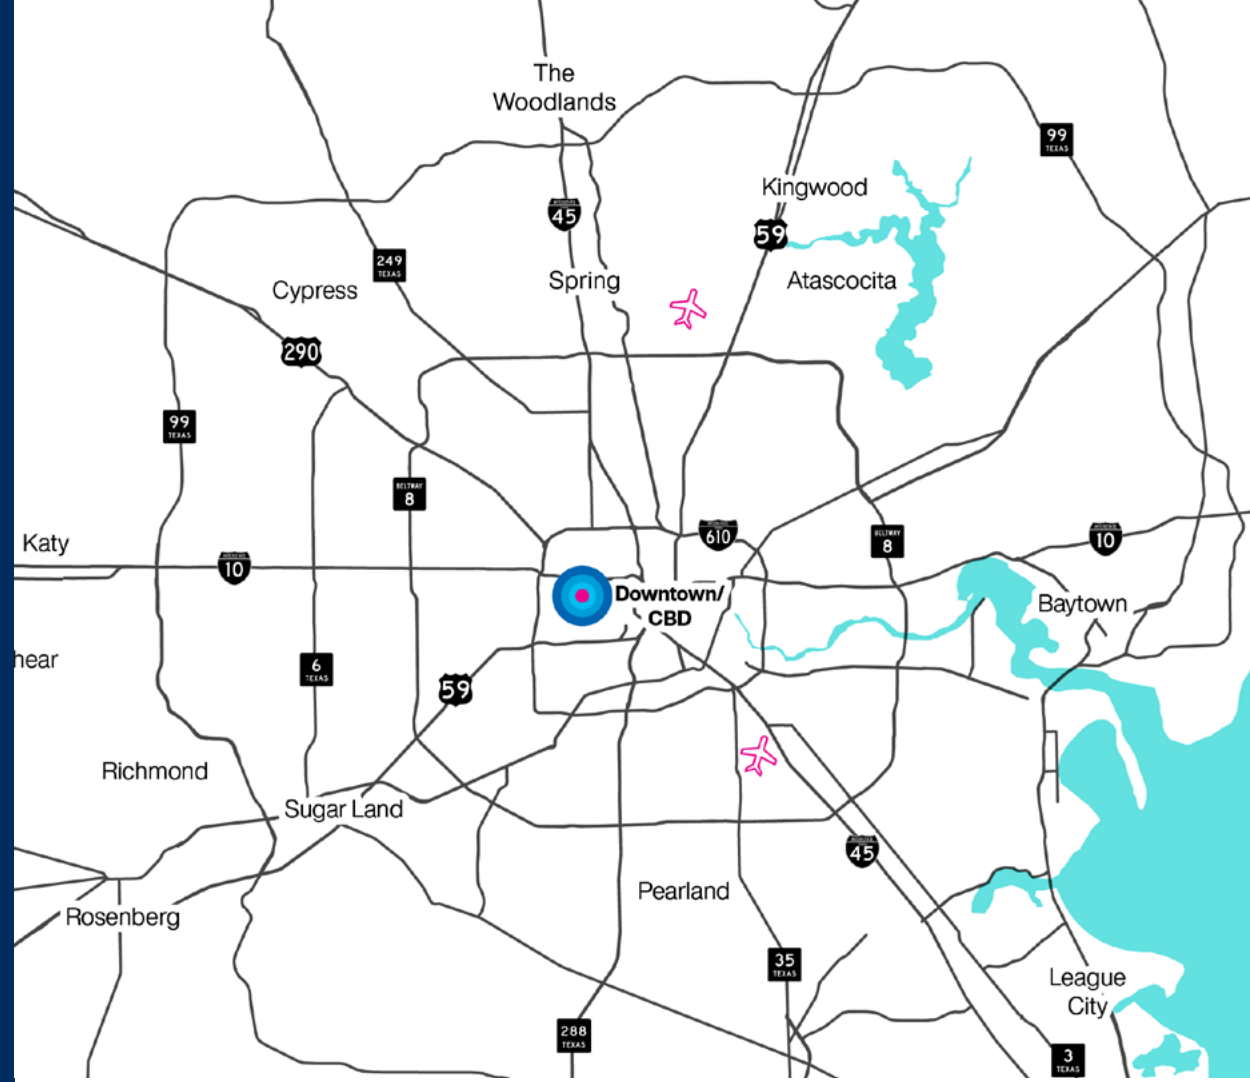 The
Woodlands
99
TEXAS
Kingwood
45
59
249
TEXAS
Spring
Atascocita
Cypress
290
99
TEXAS
BELTWAY
8
610
BELTWAY
8
10
Katy
10
Downtown/
CBD
Baytown
hear
6
TEXAS
59
Richmond
Sugar Land
45
Pearland
Rosenberg
35
TEXAS
League
City
288
TEXAS
3
TEXAS